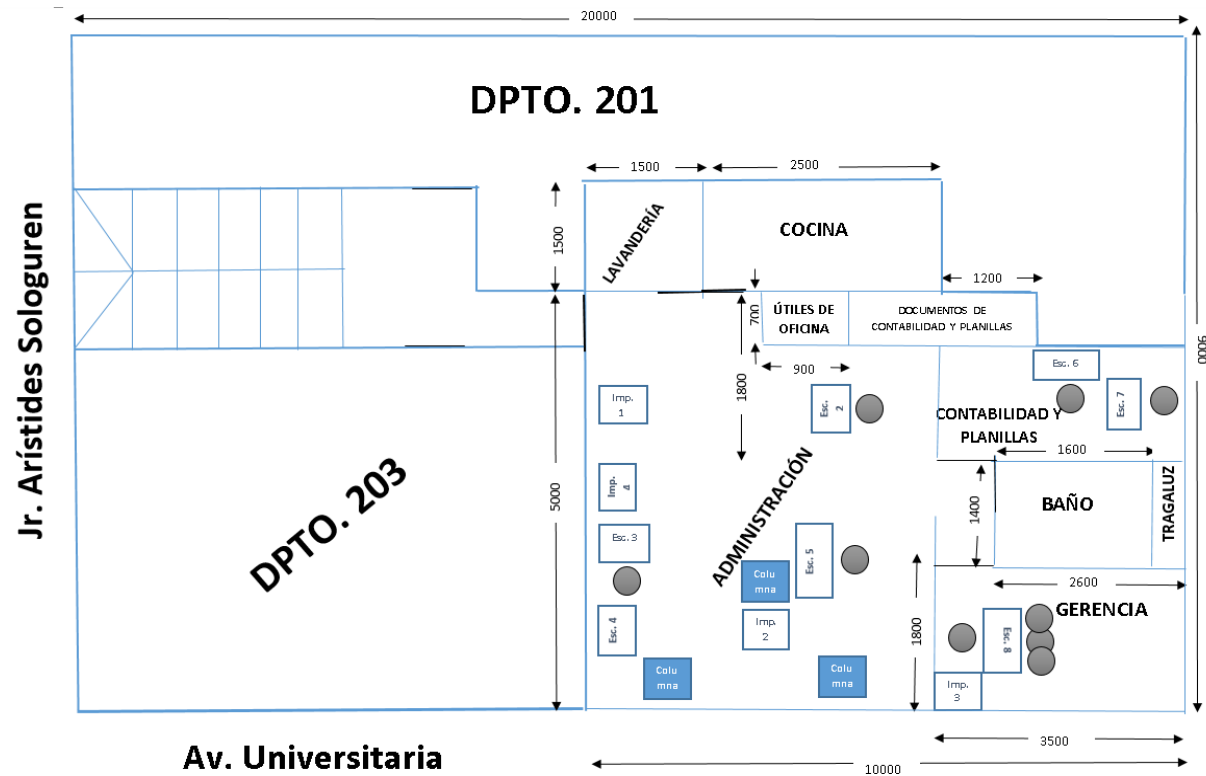 20000
DPTO. 201
1500
2500
Jr. Arístides Sologuren
LAVANDERÍA
COCINA
1500
1200
700
ÚTILES DE
OFICINA
DOCUMENTOS DE
CONTABILIDAD Y PLANILLAS
9000
900
1800
Esc. 6
Imp.
1
Esc.
2
Esc. 7
CONTABILIDAD Y
PLANILLAS
1600
DPTO. 203
5000
Imp.
4
ADMINISTRACIÓN
1400
BAÑO
TRAGALUZ
Esc. 3
Esc. 5
Colu
mna
2600
Esc. 4
Imp.
2
1800
GERENCIA
Esc. 8
Colu
mna
Colu
mna
Imp.
3
Av. Universitaria
3500
10000